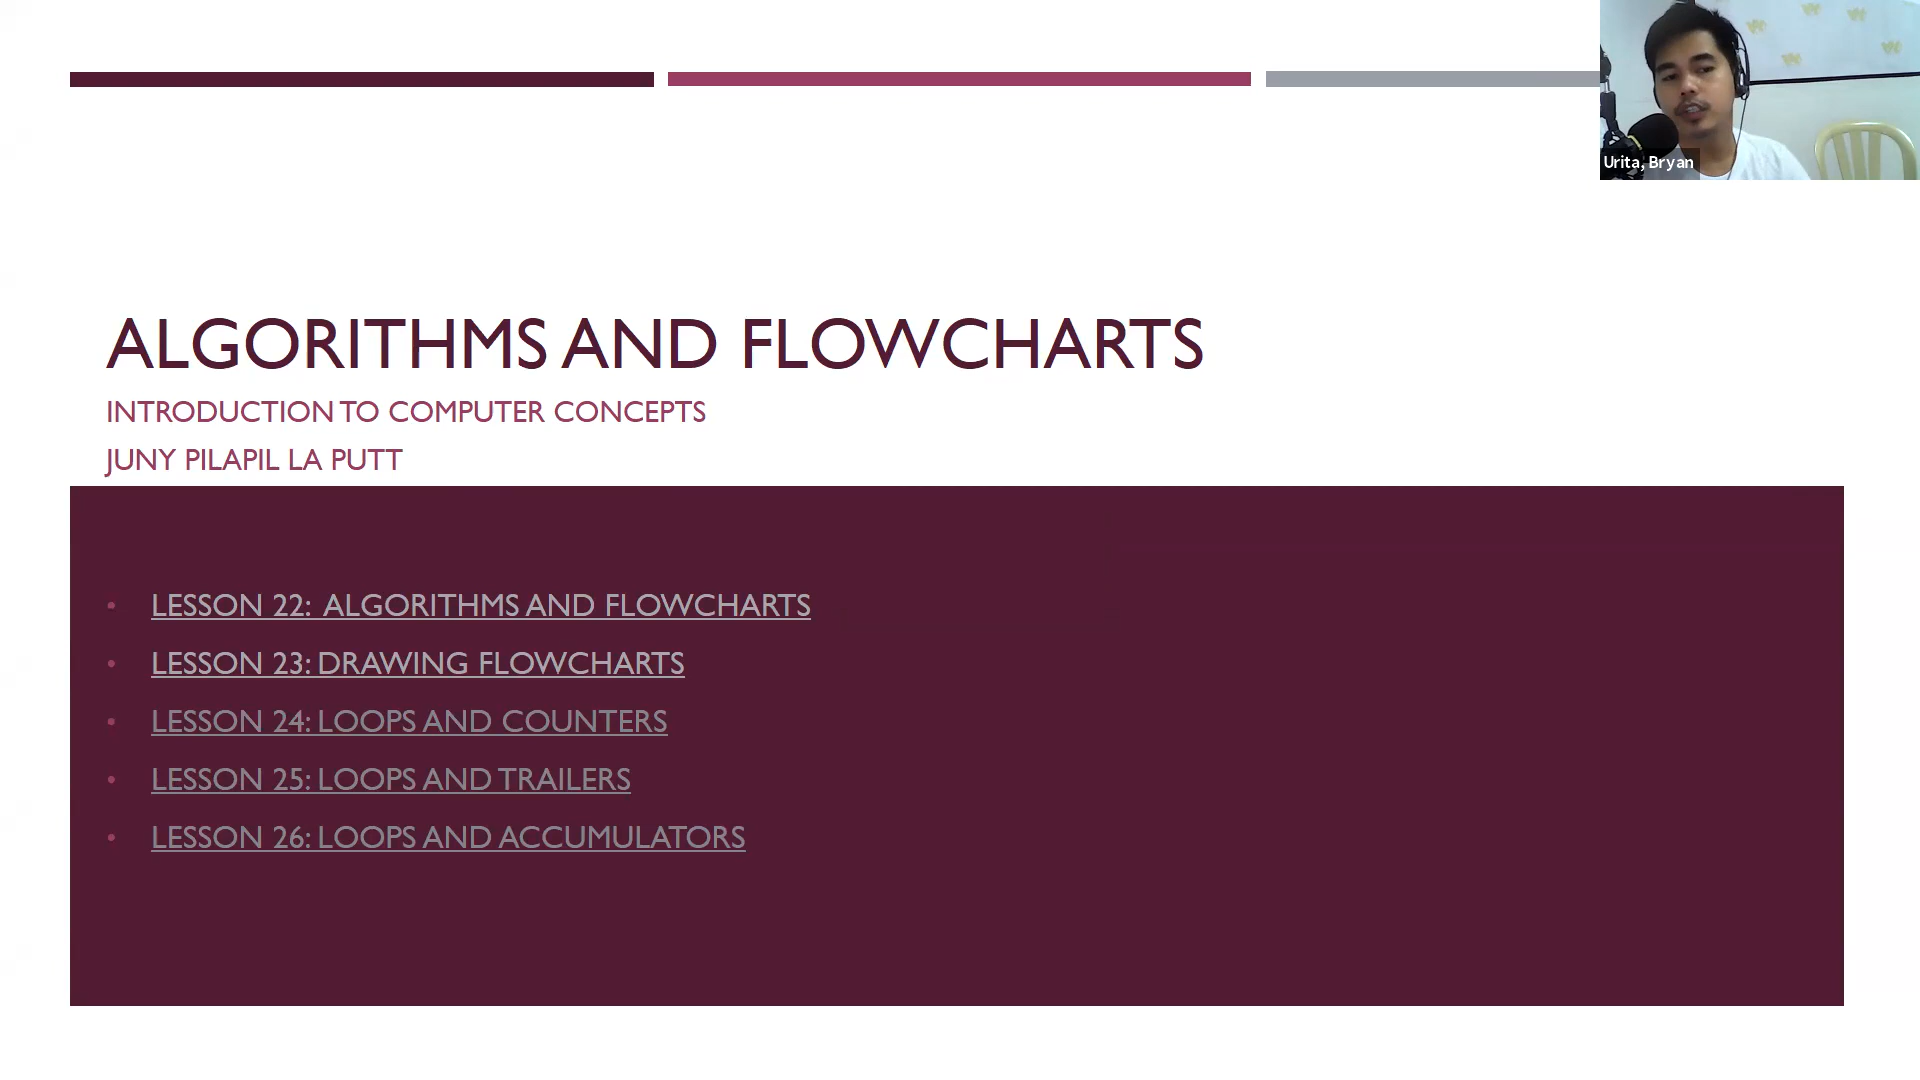 Urita, Bryan
ALGORITHMS AND FLOWCHARTS
INTRODUCTION TO COMPUTER CONCEPTS
JUNY PILAPIL LA PUTT
• LESSON 22: ALGORITHMS AND FLOWCHARTS
• LESSON 23: DRAWING FLOWCHARTS
• LESSON 24: LOOPS AND COUNTERS
• LESSON 25: LOOPS AND TRAILERS
• LESSON 26: LOOPS AND ACCUMULATORS